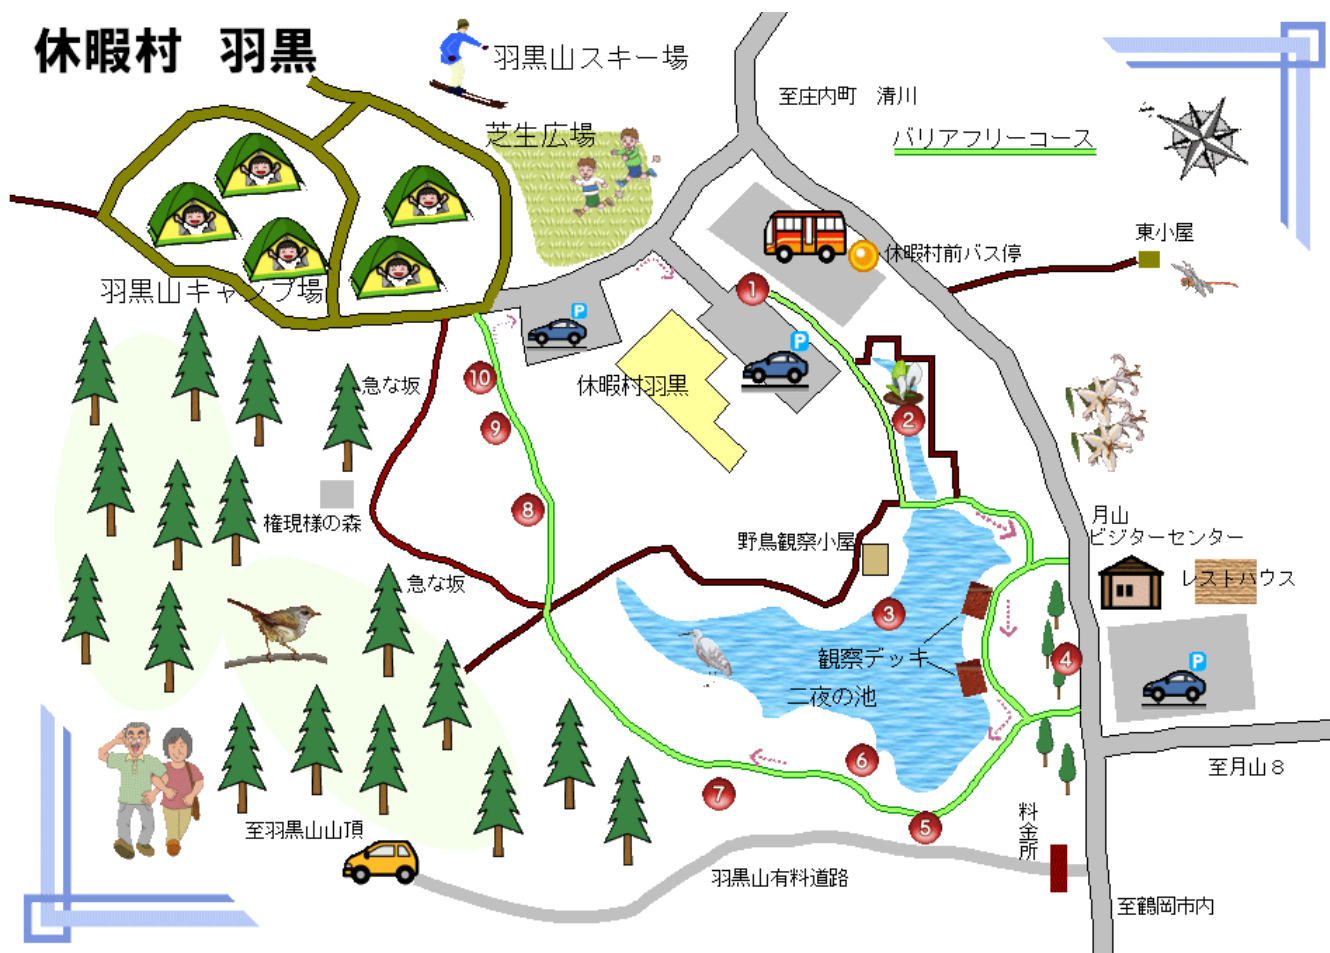 休暇村 羽黒
羽黒山スキー場
至庄内町 清川
芝生広場
バリアフリーコース
東小屋
休暇村前バス停
羽黒山キャンプ場
1
P
P
急な坂
10
休暇村羽黒
9
2
8
権現様の森
月山
ビジターセンター
野鳥観察小屋
レストハウス
急な坂
3
観察デッキ
4
P
二夜の池
6
至月山8
7
5
料金所
至羽黒山山頂
羽黒山有料道路
至鶴岡市内